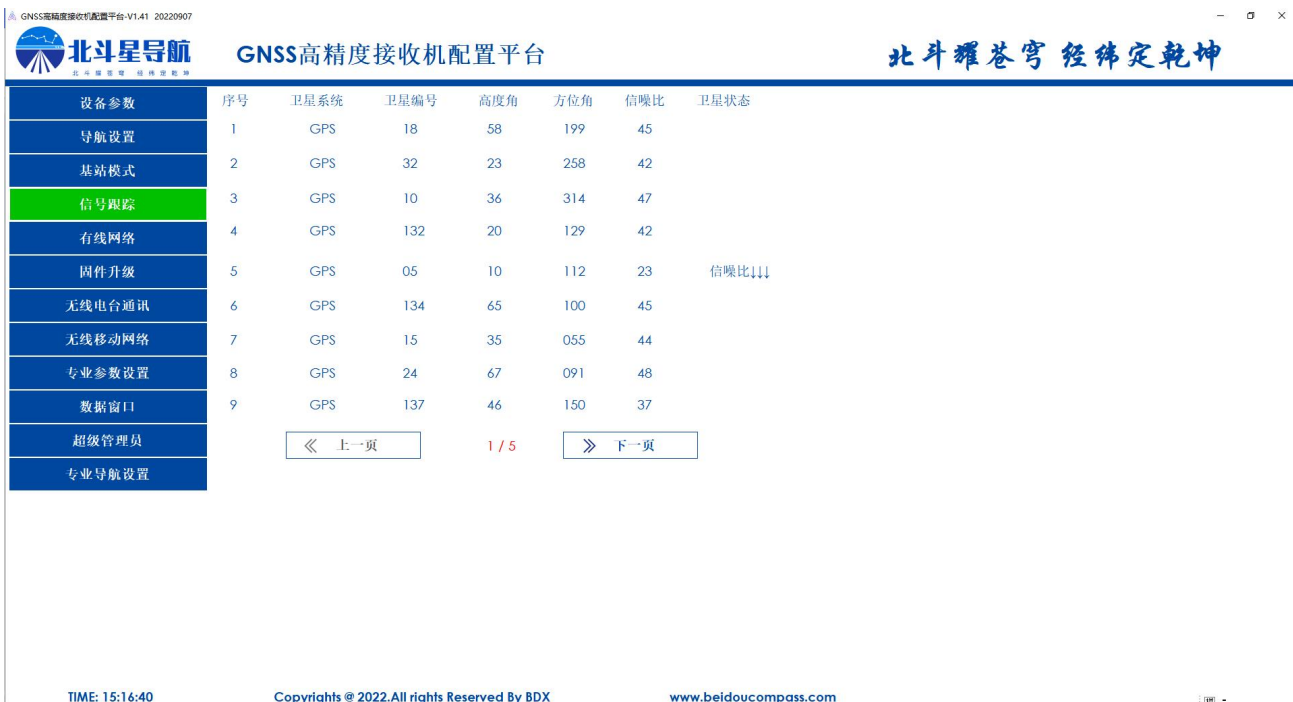 GNSS高精度接收机配置平台-V1.41 20220907
北斗星导航
北斗耀苍穹 经纬定乾坤
GNSS高精度接收机配置平台
北斗耀苍穹 经纬定乾坤
设备参数
导航设置
基站模式
信号跟踪
有线网络
固件升级
无线电台通讯
无线移动网络
专业参数设置
数据窗口
超级管理员
专业导航设置
序号 卫星系统 卫星编号 高度角 方位角 信噪比 卫星状态
1 GPS 18 58 199 45
2 GPS 32 23 258 42
3 GPS 10 36 314 47
4 GPS 132 20 129 42
5 GPS 05 10 112 23 信噪比↓↓↓
6 GPS 134 65 100 45
7 GPS 15 35 055 44
8 GPS 24 67 091 48
9 GPS 137 46 150 37
《 上一页 1 / 5 》 下一页
TIME: 15:16:40 Copyrights @ 2022.All rights Reserved By BDX www.beidoucompass.com